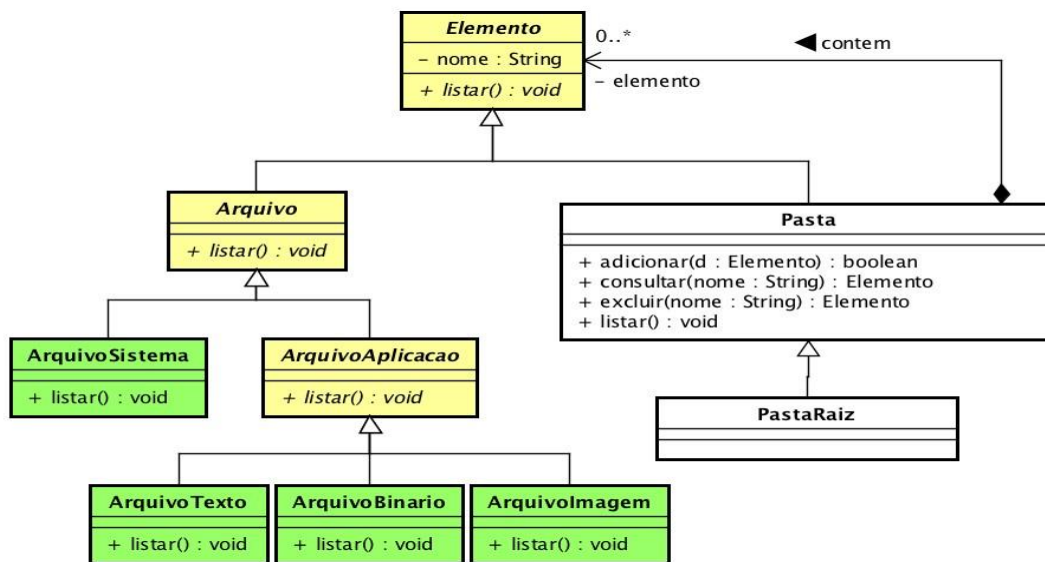 Elemento
– nome : String
+ listar() : void
0..*
◀ contem
– elemento
Arquivo
+ listar() : void
Pasta
+ adicionar(d : Elemento) : boolean
+ consultar(nome : String) : Elemento
+ excluir(nome : String) : Elemento
+ listar() : void
ArquivoSistema
+ listar() : void
ArquivoAplicacao
+ listar() : void
PastaRaiz
ArquivoTexto
+ listar() : void
ArquivoBinario
+ listar() : void
ArquivoImagem
+ listar() : void